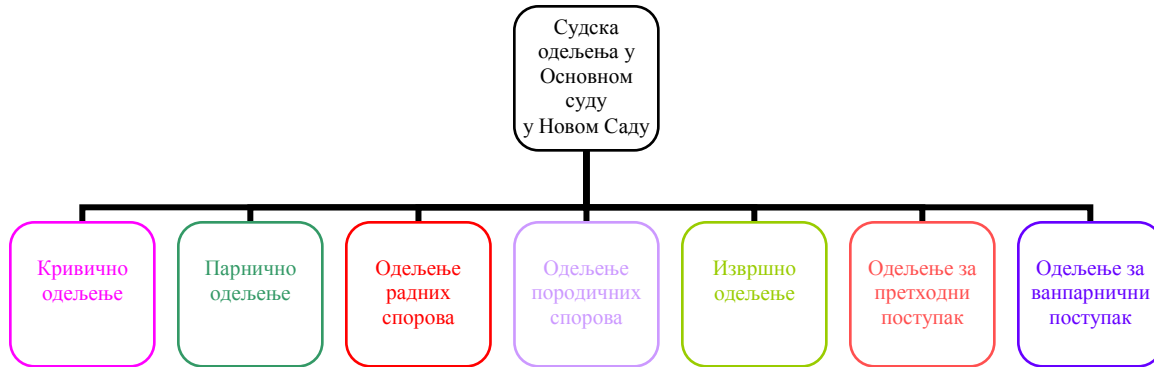 Судска
одељења у
Основном
суду
у Новом Саду
Кривично
одељење
Парнично
одељење
Одељење
радних
спорова
Одељење
породичних
спорова
Извршно
одељење
Одељење за
претходни
поступак
Одељење за
ванпарнични
поступак